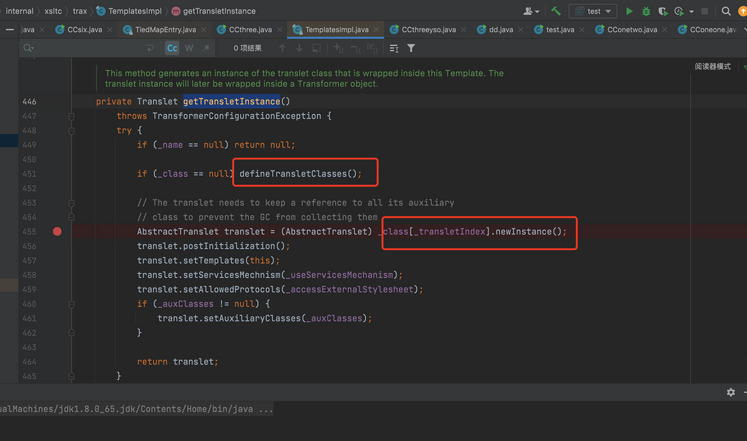 internal › xsltc › trax › TemplatesImpl › getTransletInstance
test
.java × CCsix.java × TiedMapEntry.java × CCthree.java × TemplatesImpl.java × CCthreeyso.java × dd.java × test.java × CConetwo.java × CConeone.java
Cc W .* 0 项结果
阅读器模式
This method generates an instance of the translet class that is wrapped inside this Template. The
translet instance will later be wrapped inside a Transformer object.
446 private Translet getTransletInstance()
447 throws TransformerConfigurationException {
448 try {
449 if (_name == null) return null;
450
451 if (_class == null) defineTransletClasses();
452
453 // The translet needs to keep a reference to all its auxiliary
454 // class to prevent the GC from collecting them
455 AbstractTranslet translet = (AbstractTranslet) _class[_transletIndex].newInstance();
456 translet.postInitialization();
457 translet.setTemplates(this);
458 translet.setServicesMechnism(_useServicesMechanism);
459 translet.setAllowedProtocols(_accessExternalStylesheet);
460 if (_auxClasses != null) {
461 translet.setAuxiliaryClasses(_auxClasses);
462 }
463
464 return translet;
465 }
ualMachines/jdk1.8.0_65.jdk/Contents/Home/bin/java ...